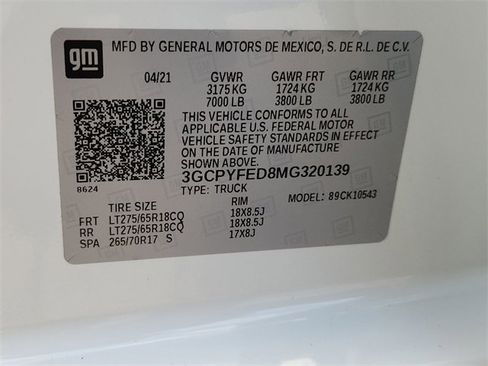 gm
MFD BY GENERAL MOTORS DE MEXICO, S. DE R.L. DE C.V.
04/21 GVWR GAWR FRT GAWR RR
3175 KG 1724 KG 1724 KG
7000 LB 3800 LB 3800 LB
THIS VEHICLE CONFORMS TO ALL
APPLICABLE U.S. FEDERAL MOTOR
VEHICLE SAFETY STANDARDS IN
EFFECT ON THE DATE OF MANUFACTURE
SHOWN ABOVE.
3GCPYFED8MG320139
8624
TYPE: TRUCK MODEL: 89CK10543
TIRE SIZE RIM
FRT LT275/65R18CQ 18X8.5J
RR LT275/65R18CQ 18X8.5J
SPA 265/70R17 S 17X8J